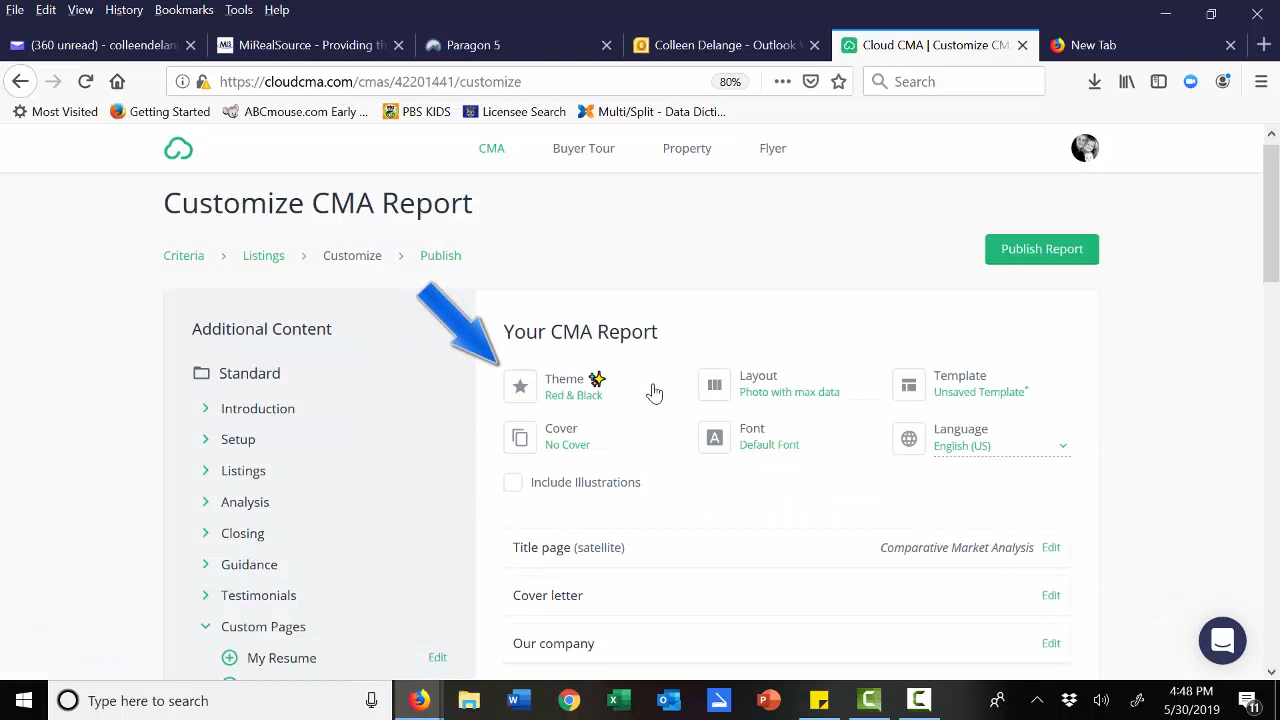 File Edit View History Bookmarks Tools Help
(360 unread) - colleendelang
MiRealSource - Providing th
Paragon 5
Colleen Delange - Outlook W
Cloud CMA | Customize CM
New Tab
https://cloudcma.com/cmas/42201441/customize
80%
Search
Most Visited
Getting Started
ABCmouse.com Early ...
PBS KIDS
Licensee Search
Multi/Split - Data Dicti...
CMA
Buyer Tour
Property
Flyer
Customize CMA Report
Criteria > Listings > Customize > Publish
Publish Report
Additional Content
Standard
Introduction
Setup
Listings
Analysis
Closing
Guidance
Testimonials
Custom Pages
My Resume Edit
Your CMA Report
Theme
Red & Black
Layout
Photo with max data
Template
Unsaved Template*
Cover
No Cover
Font
Default Font
Language
English (US)
Include Illustrations
Title page (satellite) Comparative Market Analysis Edit
Cover letter Edit
Our company Edit
Type here to search
4:48 PM
5/30/2019
11